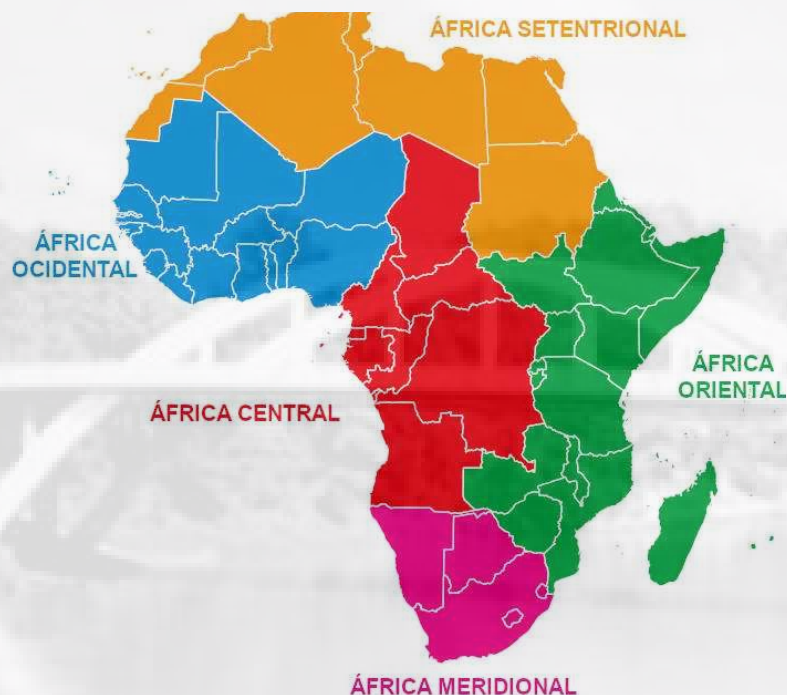 ÁFRICA SETENTRIONAL
ÁFRICA
OCIDENTAL
ÁFRICA
ORIENTAL
ÁFRICA CENTRAL
ÁFRICA MERIDIONAL